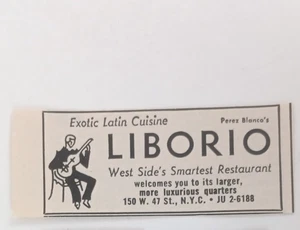 Exotic Latin Cuisine Perez Blanco's
LIBORIO
West Side's Smartest Restaurant
welcomes you to its larger,
more luxurious quarters
150 W. 47 St., N.Y.C. • JU 2-6188